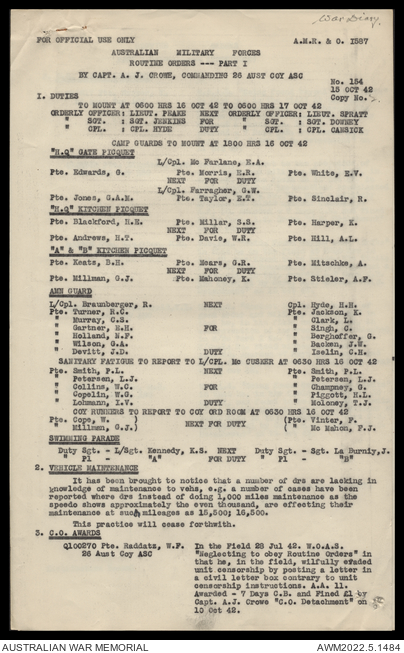 War Diary.
FOR OFFICIAL USE ONLY A.M.R. & O. 1587
AUSTRALIAN MILITARY FORCES
ROUTINE ORDERS --- PART I
BY CAPT. A. J. CROWE, COMMANDING 26 AUST COY ASC
No. 154
15 OCT 42
Copy No.
1. DUTIES
TO MOUNT AT 0600 HRS 16 OCT 42 TO 0600 HRS 17 OCT 42
ORDERLY OFFICER: LIEUT. PEAKE NEXT ORDERLY OFFICER: LIEUT. SPRATT
" SGT. : SGT. JENKINS FOR " SGT. : SGT. DOWNEY
" CPL. : CPL. HYDE DUTY " CPL. : CPL. CANSICK
CAMP GUARDS TO MOUNT AT 1800 HRS 16 OCT 42
"H.Q" GATE PICQUET
L/Cpl. Mc Farlane, E.A.
Pte. Edwards, G. Pte. Morris, E.R. Pte. White, E.V.
NEXT FOR DUTY
L/Cpl. Farragher, G.W.
Pte. Jones, G.A.M. Pte. Taylor, E.T. Pte. Sinclair, R.
"H.Q" KITCHEN PICQUET
Pte. Blackford, H.E. Pte. Millar, S.S. Pte. Harper, K.
NEXT FOR DUTY
Pte. Andrews, H.T. Pte. Davie, W.R. Pte. Hill, A.L.
"A" & "B" KITCHEN PICQUET
Pte. Keats, B.H. Pte. Mears, G.R. Pte. Mitschke, A.
NEXT FOR DUTY
Pte. Millman, G.J. Pte. Mahoney, K. Pte. Stieler, A.F.
AMN GUARD
L/Cpl. Braunberger, R. NEXT Cpl. Hyde, H.H.
Pte. Turner, H.C. Pte. Jackson, K.
" Murray, C.S. " Clark, L.
" Gartner, E.H. FOR " Singh, C.
" Holland, N.F. " Berghoffer, G.
" Wilson, G.A. " Backen, J.N.
" Devitt, J.D. DUTY " Iselin, C.H.
SANITARY FATIGUE TO REPORT TO L/CPL. Mc CUSKER AT 0630 16 OCT 42
Pte. Smith, P.L. NEXT Pte. Smith, P.L.
" Petersen, L.J. " Petersen, L.J.
" Collins, W.C. FOR " Champney, G.
" Copelin, W.G. " Piggott, H.L.
" Lohmann, I.V. DUTY " Moloney, T.J.
COY RUNNERS TO REPORT TO COY ORD ROOM AT 0630 HRS 16 OCT 42
Pte. Cope, W. } NEXT FOR DUTY { Pte. Vinter, F.
" Millman, G.J.) ( " Mc Mahon, F.J.
SWIMMING PARADE
Duty Sgt. - L/Sgt. Kennedy, K.S. NEXT Duty Sgt. - Sgt. La Burniy, J.
" Pl - "A" FOR DUTY " Pl - "B"
2. VEHICLE MAINTENANCE
It has been brought to notice that a number of drs are lacking in
knowledge of maintenance to vehs, e.g. a number of cases have been
reported where drs instead of doing 1,000 miles maintenance as the
speedo shows approximately the even thousand, are effecting their
maintenance at such mileages as 15,500; 16,500.
This practice will cease forthwith.
3. C.O. AWARDS
Q100270 Pte. Raddatz, W.F. In the Field 28 Jul 42. W.O.A.S.
26 Aust Coy ASC "Neglecting to obey Routine Orders" in
that he, in the field, wilfully evaded
unit censorship by posting a letter in
a civil letter box contrary to unit
censorship instructions. A.A. 11.
Awarded - 7 Days C.B. and Fined £1 by
Capt. A.J. Crowe "C.O. Detachment" on
10 Oct 42.
AUSTRALIAN WAR MEMORIAL AWM2022.5.1484